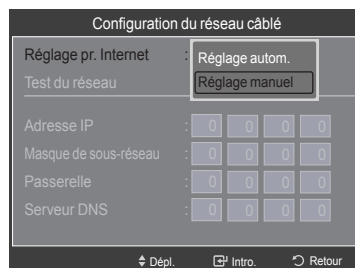 Configuration du réseau câblé
Réglage pr. Internet : Réglage autom.
Réglage manuel
Test du réseau
Adresse IP : 0 0 0 0
Masque de sous-réseau : 0 0 0 0
Passerelle : 0 0 0 0
Serveur DNS : 0 0 0 0
Dépl. Intro. Retour